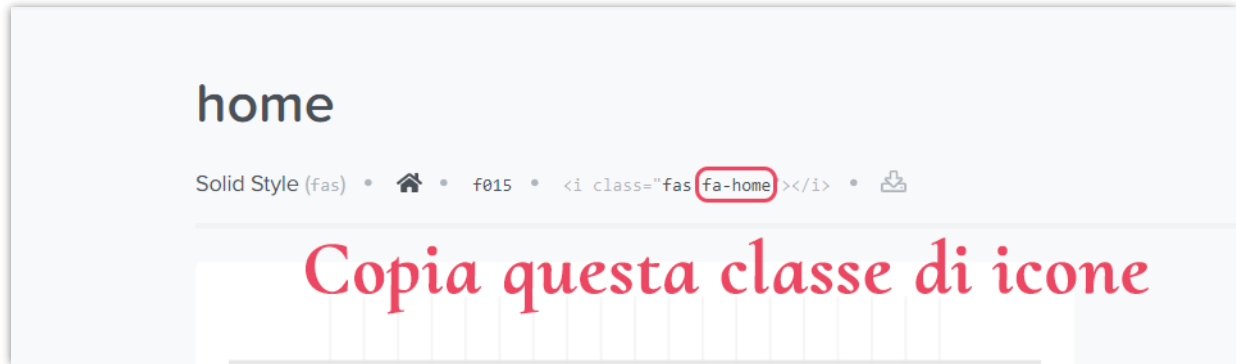 home
Solid Style (fas) • • f015 • <i class="fas fa-home"></i> •
Copia questa classe di icone